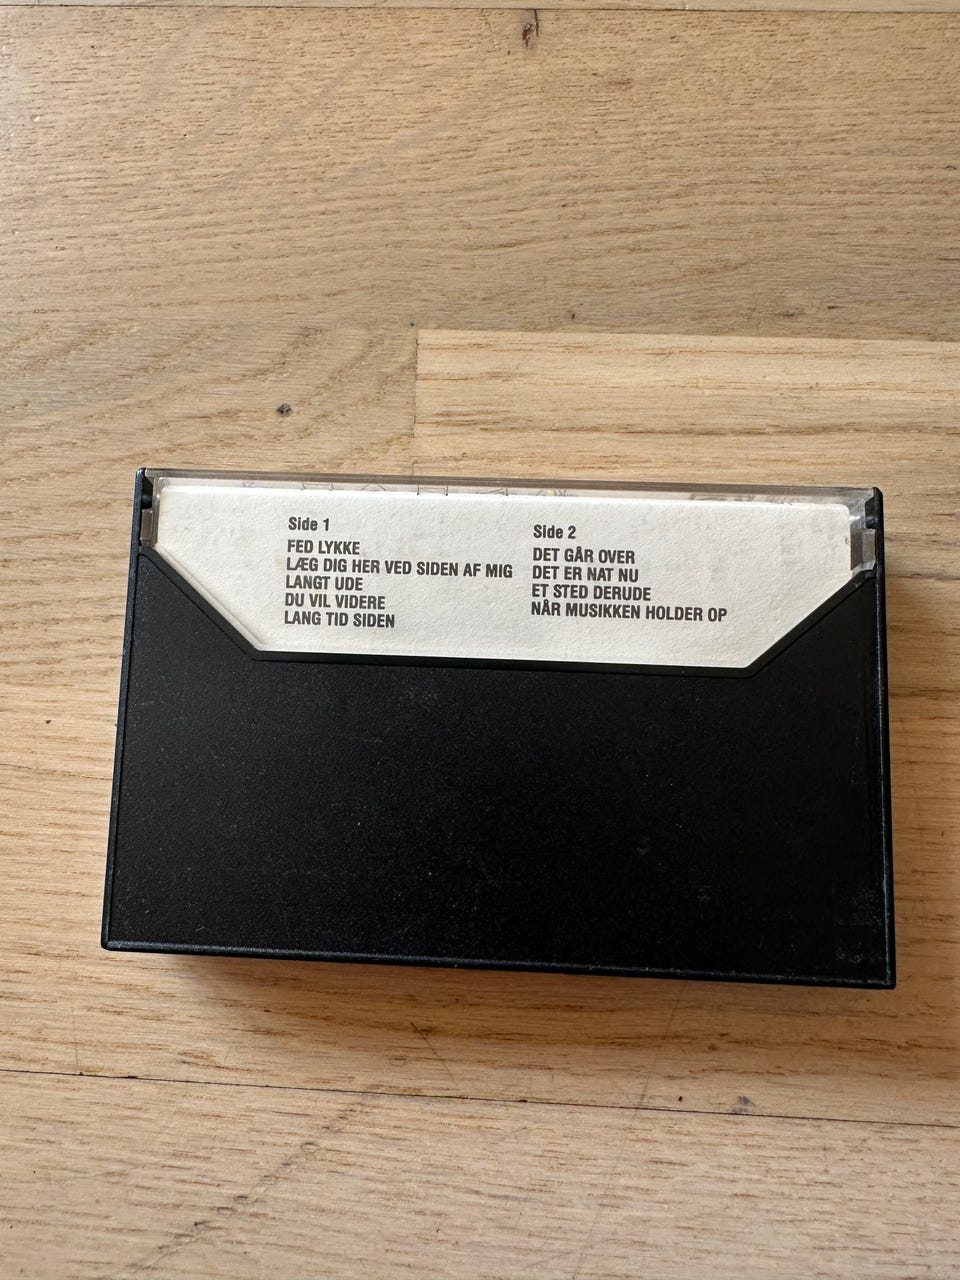 Side 1
FED LYKKE
LÆG DIG HER VED SIDEN AF MIG
LANGT UDE
DU VIL VIDERE
LANG TID SIDEN
Side 2
DET GÅR OVER
DET ER NAT NU
ET STED DERUDE
NÅR MUSIKKEN HOLDER OP